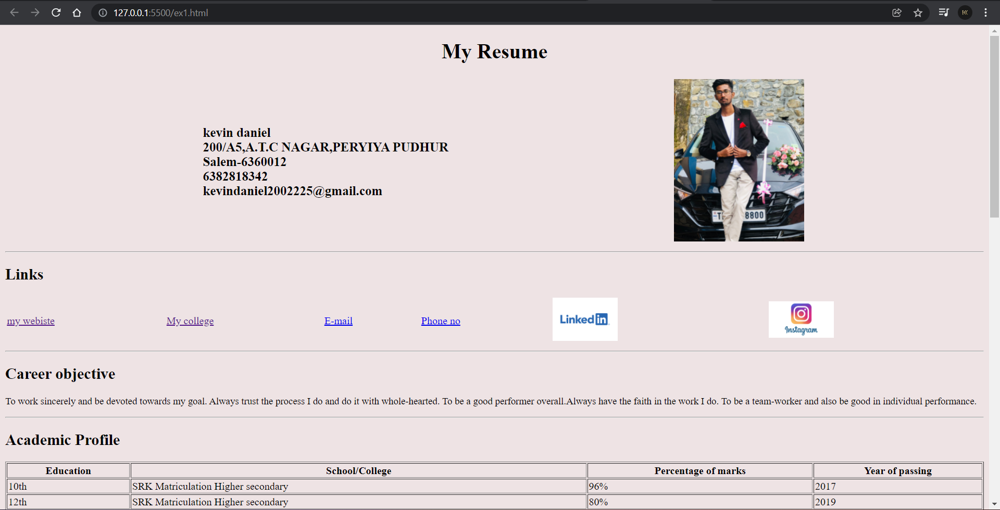 127.0.0.1:5500/ex1.html
My Resume
kevin daniel
200/A5,A.T.C NAGAR,PERYIYA PUDHUR
Salem-6360012
6382818342
kevindaniel2002225@gmail.com
8800
Links
my webiste My college E-mail Phone no LinkedIn Instagram
Career objective
To work sincerely and be devoted towards my goal. Always trust the process I do and do it with whole-hearted. To be a good performer overall.Always have the faith in the work I do. To be a team-worker and also be good in individual performance.
Academic Profile
Education School/College Percentage of marks Year of passing
10th SRK Matriculation Higher secondary 96% 2017
12th SRK Matriculation Higher secondary 80% 2019